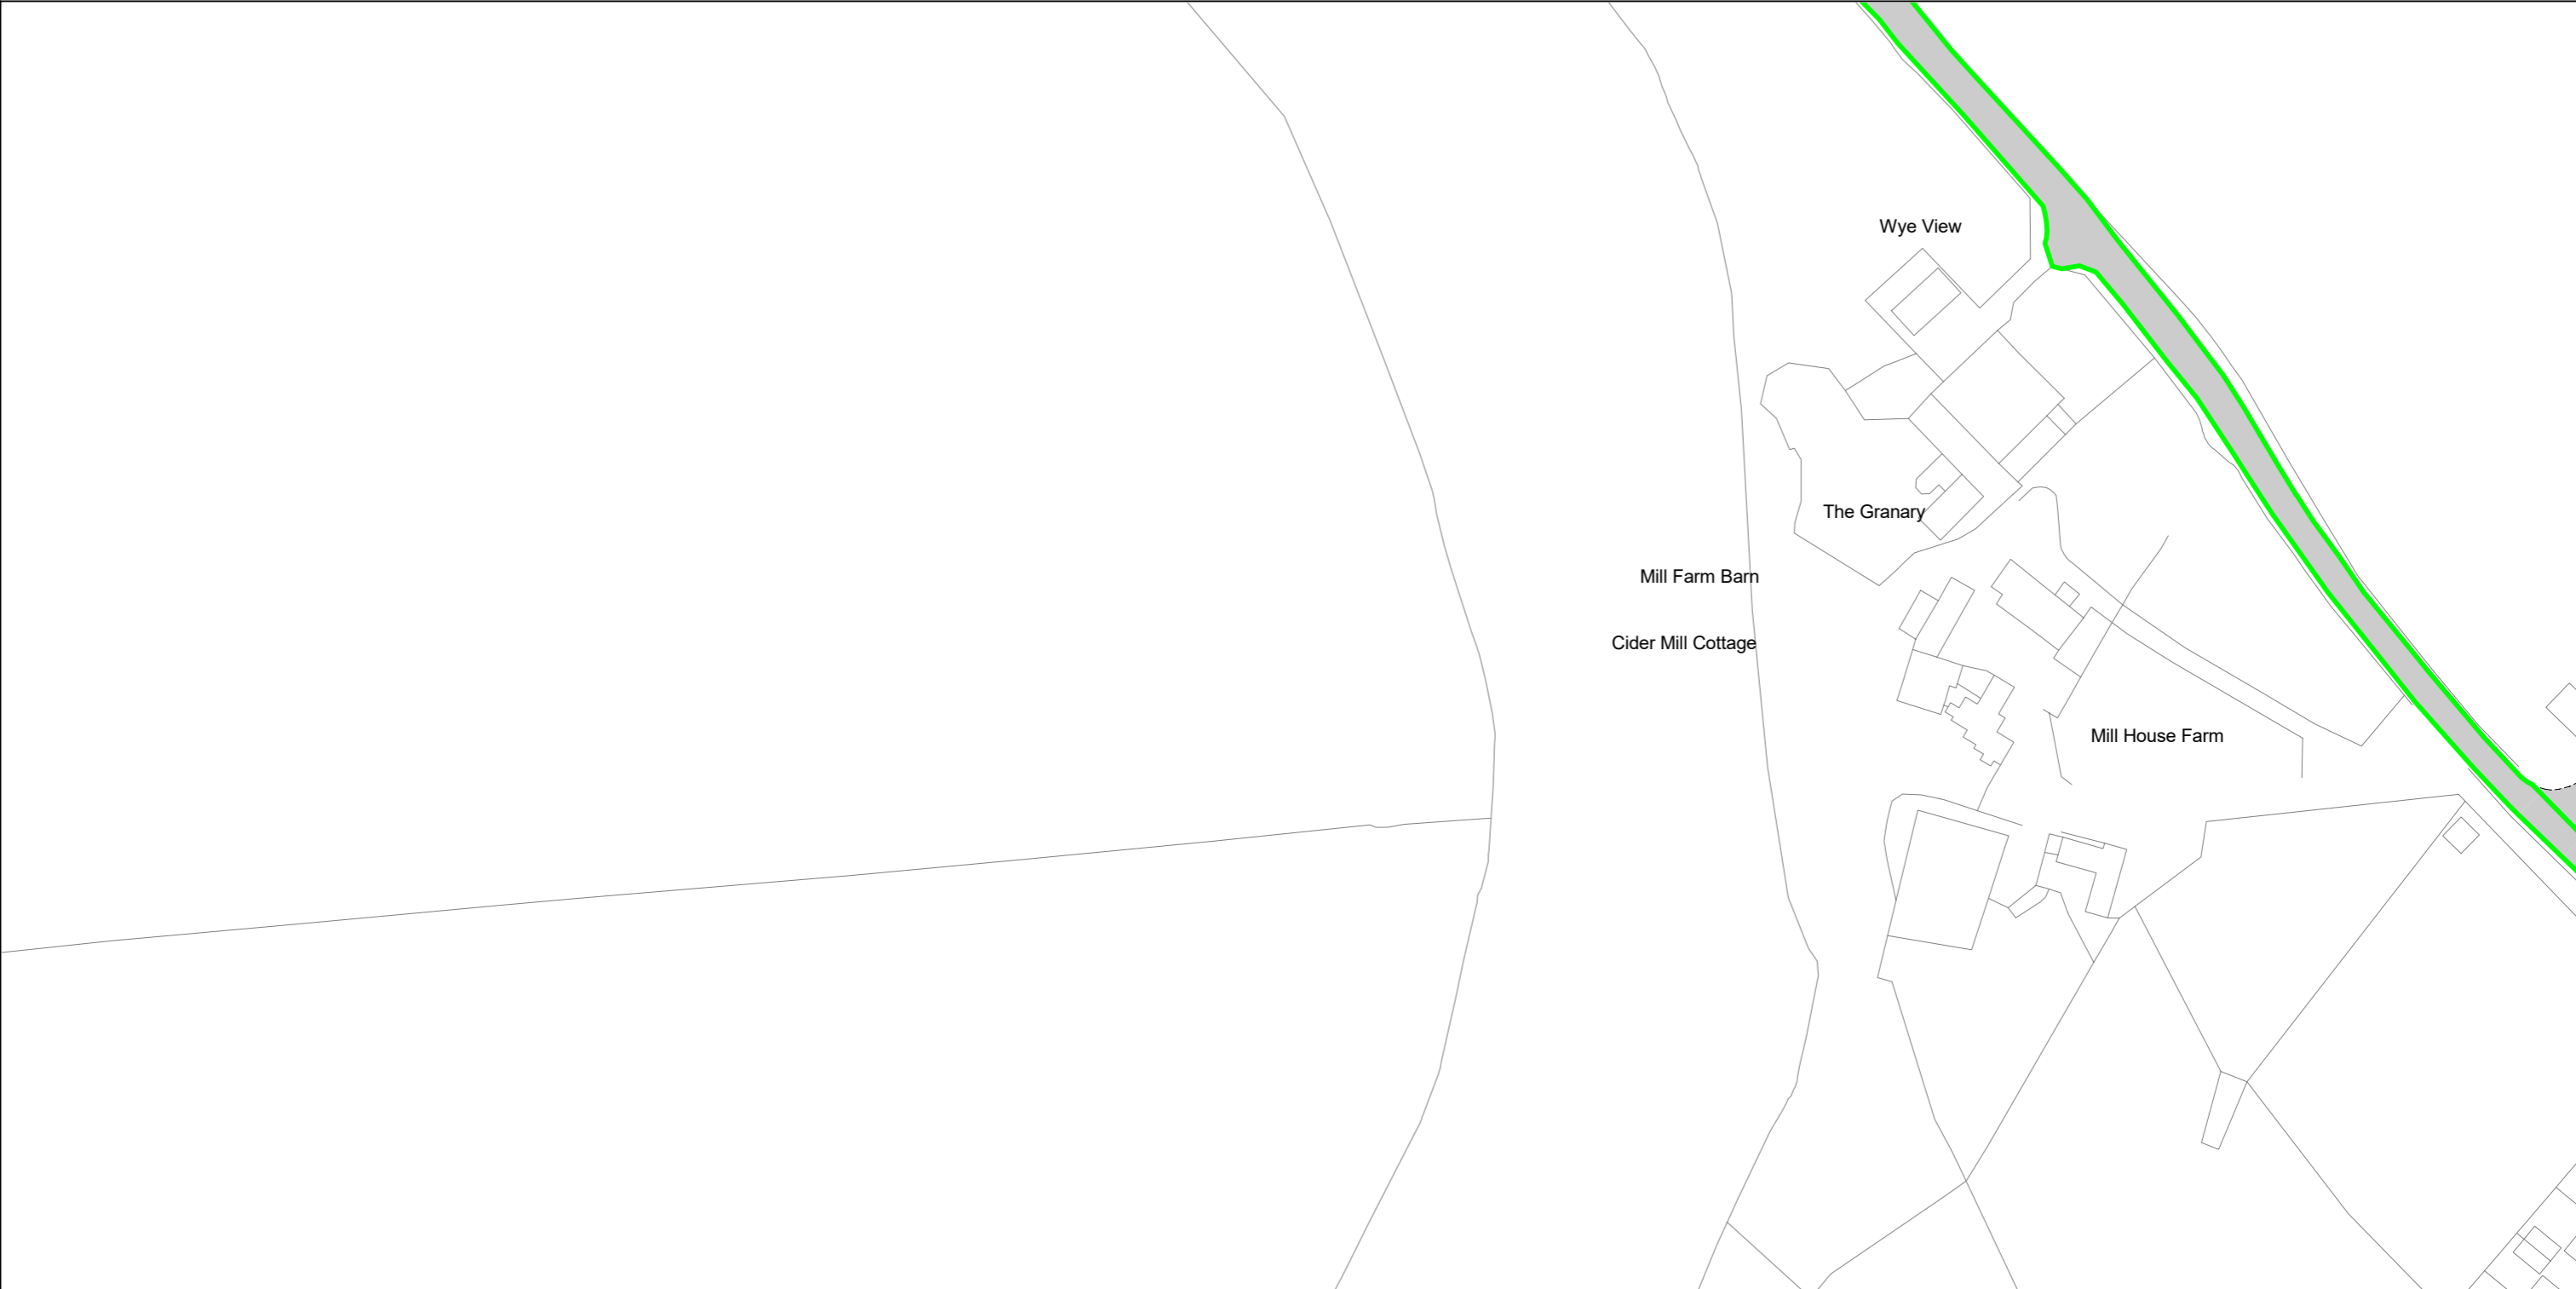 Wye View
The Granary
Mill Farm Barn
Cider Mill Cottage
Mill House Farm